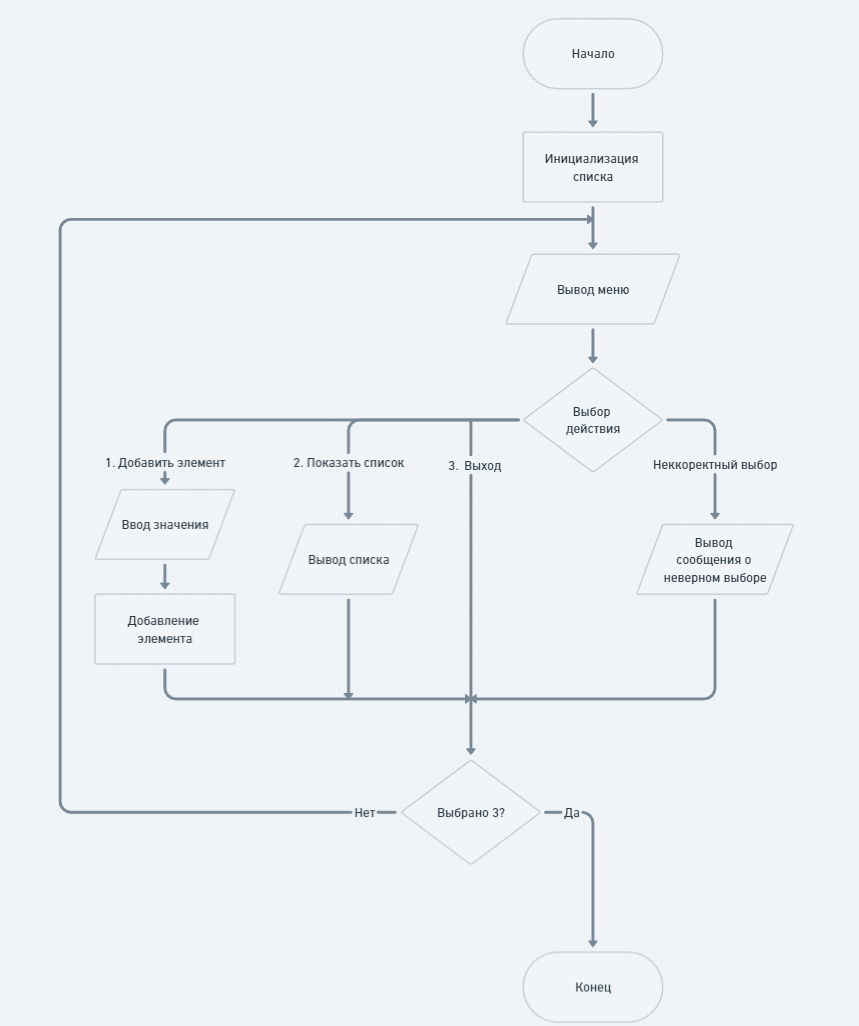 Начало
Инициализация
списка
Вывод меню
Выбор
действия
1. Добавить элемент
2. Показать список
3. Выход
Неккоректный выбор
Ввод значения
Вывод списка
Вывод
сообщения о
неверном выборе
Добавление
элемента
Нет
Выбрано 3?
Да
Конец